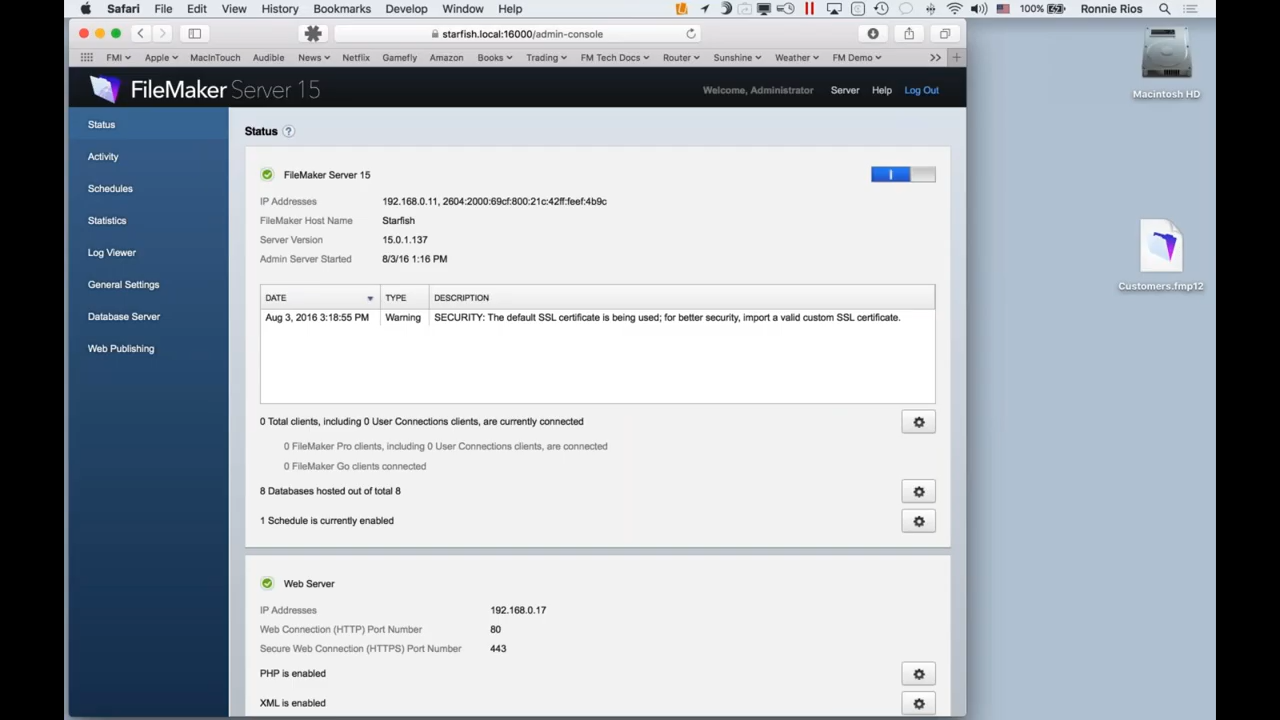 Safari File Edit View History Bookmarks Develop Window Help 100% Ronnie Rios
starfish.local:16000/admin-console
FMI Apple MacInTouch Audible News Netflix Gamefly Amazon Books Trading FM Tech Docs Router Sunshine Weather FM Demo
Macintosh HD
FileMaker Server 15
Welcome, Administrator Server Help Log Out
Status
Activity
Schedules
Statistics
Log Viewer
General Settings
Database Server
Web Publishing
Status ?
FileMaker Server 15
IP Addresses 192.168.0.11, 2604:2000:69cf:800:21c:42ff:feef:4b9c
FileMaker Host Name Starfish
Server Version 15.0.1.137
Admin Server Started 8/3/16 1:16 PM
DATE TYPE DESCRIPTION
Aug 3, 2016 3:18:55 PM Warning SECURITY: The default SSL certificate is being used; for better security, import a valid custom SSL certificate.
0 Total clients, including 0 User Connections clients, are currently connected
0 FileMaker Pro clients, including 0 User Connections clients, are connected
0 FileMaker Go clients connected
8 Databases hosted out of total 8
1 Schedule is currently enabled
Web Server
IP Addresses 192.168.0.17
Web Connection (HTTP) Port Number 80
Secure Web Connection (HTTPS) Port Number 443
PHP is enabled
XML is enabled
Customers.fmp12